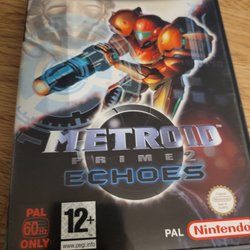 METROID
PRIME 2
ECHOES
PAL
60Hz
ONLY
12+
www.pegi.info
PAL
Nintendo